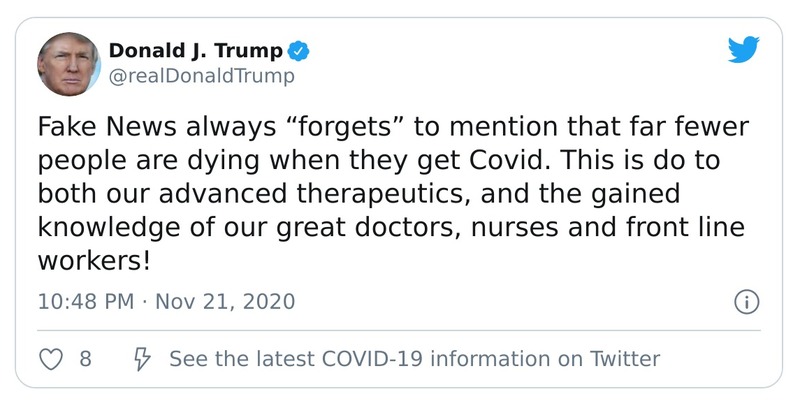 Donald J. Trump
@realDonaldTrump
Fake News always “forgets” to mention that far fewer
people are dying when they get Covid. This is do to
both our advanced therapeutics, and the gained
knowledge of our great doctors, nurses and front line
workers!
10:48 PM · Nov 21, 2020
8 See the latest COVID-19 information on Twitter